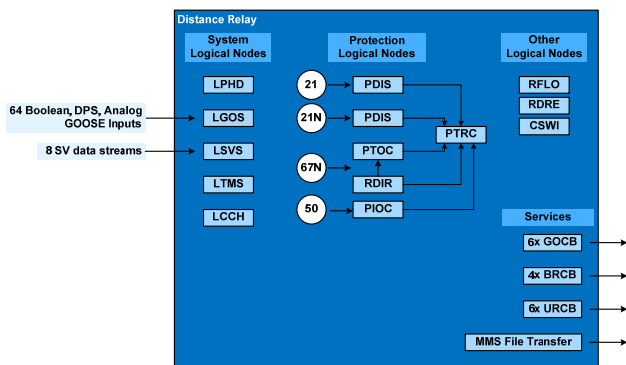 Distance Relay
System
Logical Nodes
Protection
Logical Nodes
Other
Logical Nodes
LPHD
21
PDIS
RFLO
64 Boolean, DPS, Analog
GOOSE Inputs
LGOS
21N
PDIS
RDRE
PTRC
CSWI
8 SV data streams
LSVS
PTOC
67N
LTMS
RDIR
LCCH
50
PIOC
Services
6x GOCB
4x BRCB
6x URCB
MMS File Transfer